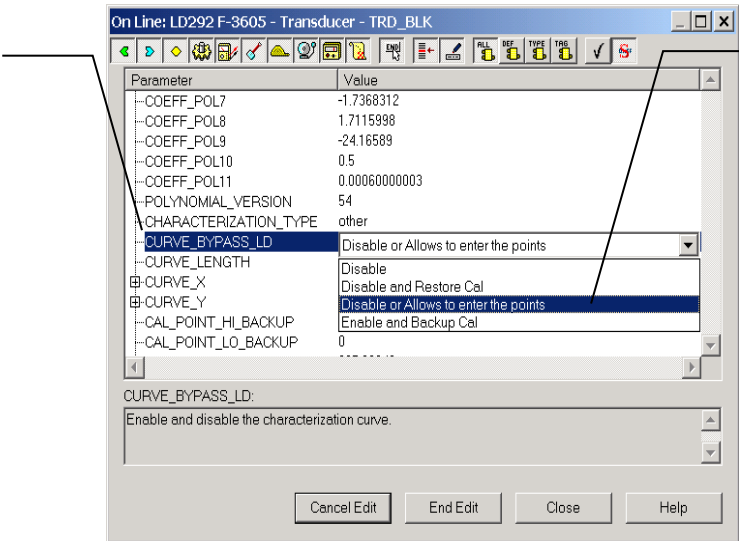 On Line: LD292 F-3605 - Transducer - TRD_BLK
ALL DEF TYPE TAG
Parameter Value
COEFF_POL7 -1.7368312
COEFF_POL8 1.7115998
COEFF_POL9 -24.16589
COEFF_POL10 0.5
COEFF_POL11 0.00060000003
POLYNOMIAL_VERSION 54
CHARACTERIZATION_TYPE other
CURVE_BYPASS_LD Disable or Allows to enter the points
CURVE_LENGTH Disable
CURVE_X Disable and Restore Cal
CURVE_Y Disable or Allows to enter the points
CAL_POINT_HI_BACKUP Enable and Backup Cal
CAL_POINT_LO_BACKUP 0
CURVE_BYPASS_LD:
Enable and disable the characterization curve.
Cancel Edit End Edit Close Help